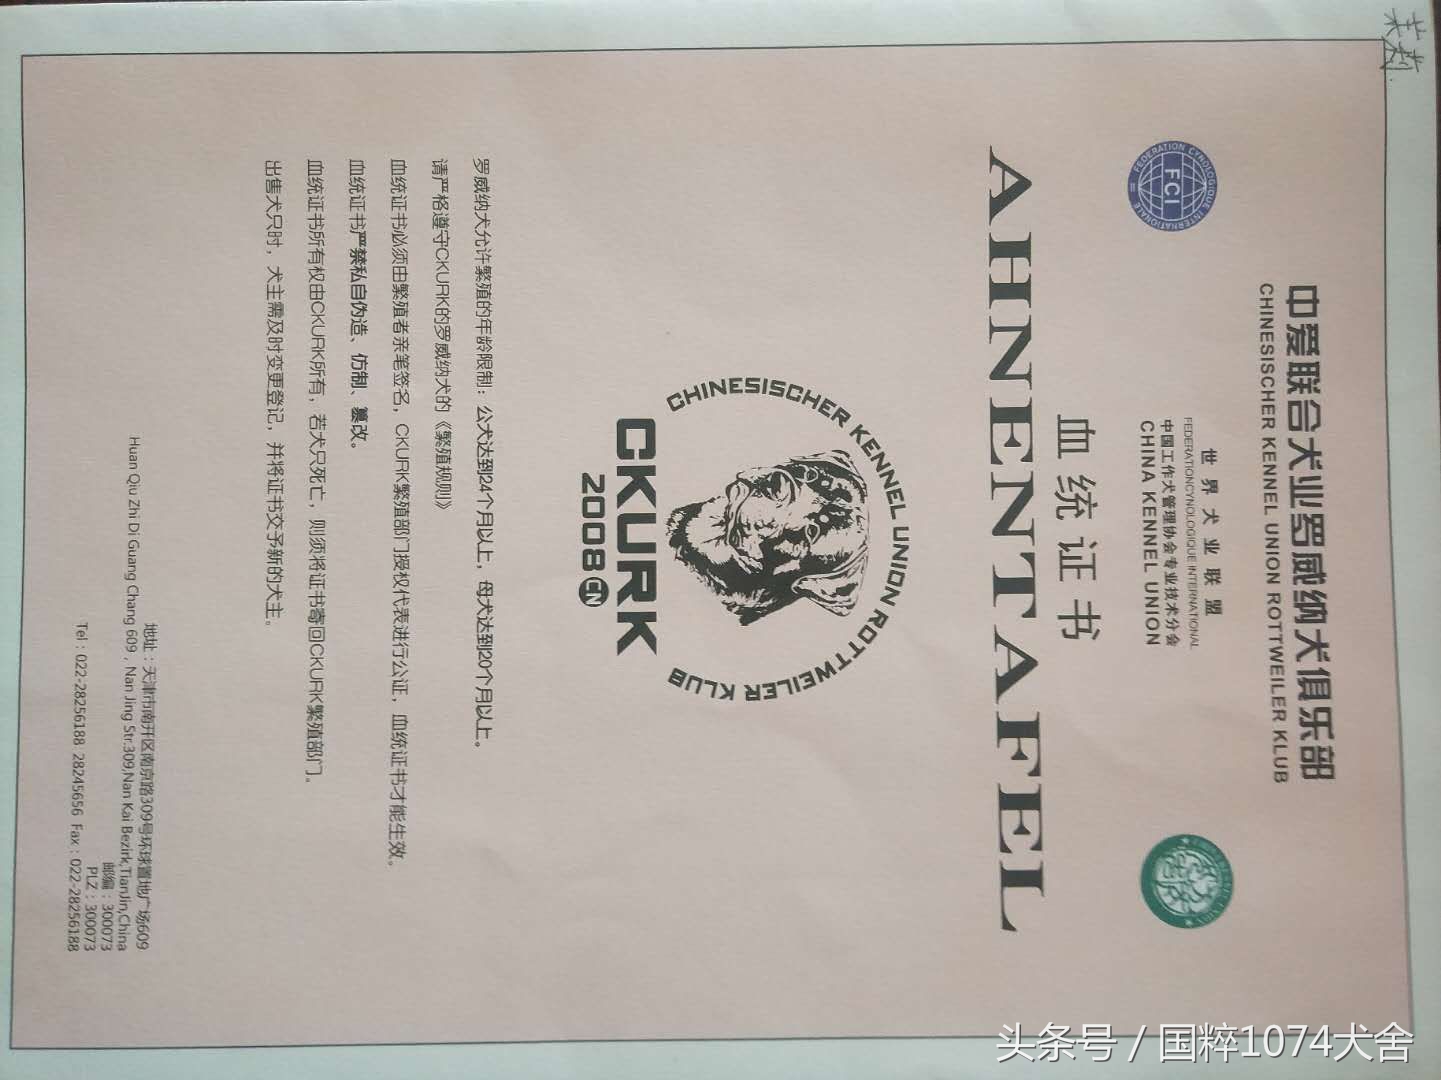 茉莉
中爱联合犬业罗威纳犬俱乐部
CHINESISCHER KENNEL UNION ROTTWEILER KLUB
FEDERATION CYNOLOGIQUE INTERNATIONALE
FCI
世界犬业联盟
FEDERATIONCYNOLOGIQUE INTERNATIONAL
中国工作犬管理协会专业技术分会
CHINA KENNEL UNION
血统证书
AHNENTAFEL
CHINESISCHER KENNEL UNION ROTTWEILER KLUB
CKURK
2008 CN
罗威纳犬允许繁殖的年龄限制：公犬达到24个月以上，母犬达到20个月以上。
请严格遵守CKURK的罗威纳犬的《繁殖规则》
血统证书必须由繁殖者亲笔签名，CKURK繁殖部门授权代表进行公证，血统证书才能生效。
血统证书严禁私自伪造、仿制、篡改。
血统证书所有权由CKURK所有，若犬只死亡，则须将证书寄回CKURK繁殖部门。
出售犬只时，犬主需及时变更登记，并将证书交予新的犬主。
地址：天津市南开区南京路309号环球置地广场609
Huan Qiu Zhi Di Guang Chang 609，Nan Jing Str.309,Nan Kai Bezirk,TianJin,China
邮编：300073
PLZ：300073
Tel：022-28256188 28245656 Fax：022-28256188
头条号 / 国粹1074犬舍